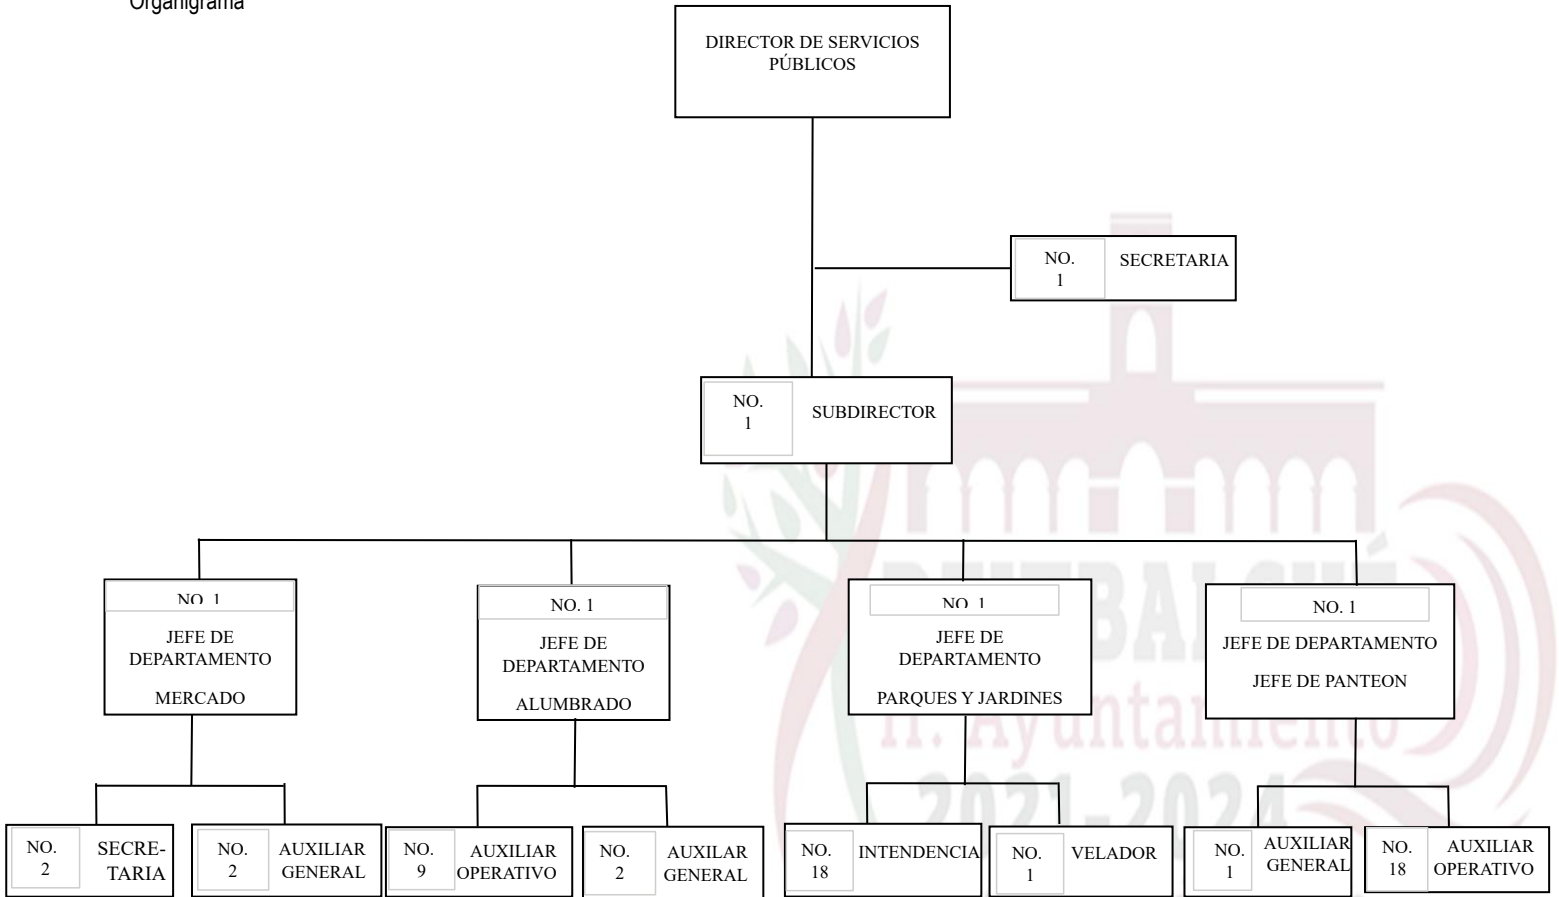 Organigrama
DIRECTOR DE SERVICIOS
PÚBLICOS
NO.
1
SECRETARIA
NO.
1
SUBDIRECTOR
NO. 1
JEFE DE
DEPARTAMENTO
MERCADO
NO. 1
JEFE DE
DEPARTAMENTO
ALUMBRADO
NO. 1
JEFE DE
DEPARTAMENTO
PARQUES Y JARDINES
NO. 1
JEFE DE DEPARTAMENTO
JEFE DE PANTEON
NO.
2
SECRE-
TARIA
NO.
2
AUXILIAR
GENERAL
NO.
9
AUXILIAR
OPERATIVO
NO.
2
AUXILAR
GENERAL
NO.
18
INTENDENCIA
NO.
1
VELADOR
NO.
1
AUXILIAR
GENERAL
NO.
18
AUXILIAR
OPERATIVO
H. Ayuntamiento
2021-2024